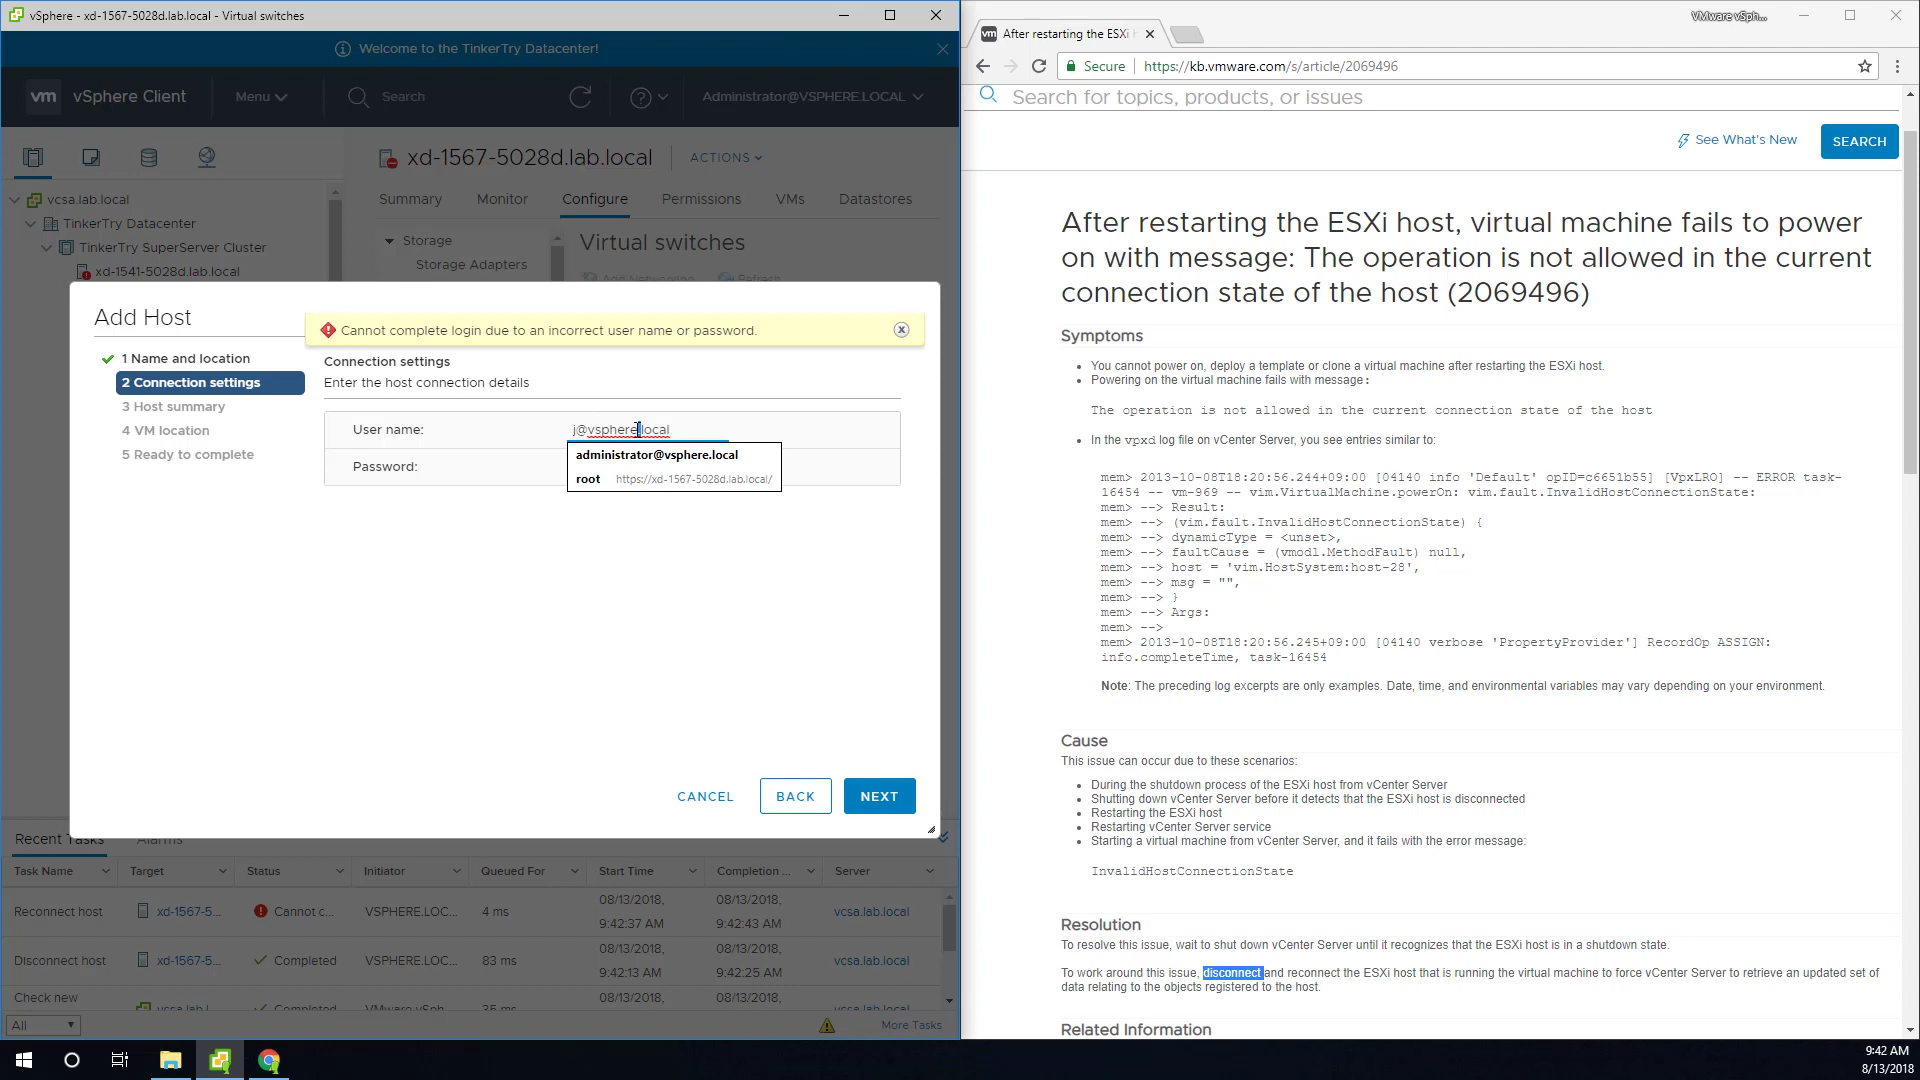 vSphere - xd-1567-5028d.lab.local - Virtual switches
Welcome to the TinkerTry Datacenter!
vm vSphere Client
Menu
Search
Administrator@VSPHERE.LOCAL
xd-1567-5028d.lab.local
ACTIONS
Summary
Monitor
Configure
Permissions
VMs
Datastores
vcsa.lab.local
TinkerTry Datacenter
TinkerTry SuperServer Cluster
xd-1541-5028d.lab.local
Storage
Storage Adapters
Virtual switches
Add Networking
Refresh
Add Host
Cannot complete login due to an incorrect user name or password.
1 Name and location
2 Connection settings
3 Host summary
4 VM location
5 Ready to complete
Connection settings
Enter the host connection details
User name:
j@vsphere.local
Password:
administrator@vsphere.local
root https://xd-1567-5028d.lab.local/
CANCEL
BACK
NEXT
Recent Tasks
Alarms
Task Name Target Status Initiator Queued For Start Time Completion ... Server
Reconnect host xd-1567-5... Cannot c... VSPHERE.LOC... 4 ms 08/13/2018, 9:42:37 AM 08/13/2018, 9:42:43 AM vcsa.lab.local
Disconnect host xd-1567-5... Completed VSPHERE.LOC... 83 ms 08/13/2018, 9:42:13 AM 08/13/2018, 9:42:25 AM vcsa.lab.local
Check new vcsa.lab.l Completed VMware vSph 35 ms 08/13/2018, 08/13/2018, vcsa.lab.local
All
More Tasks
VMware vSph...
After restarting the ESXi
Secure
https://kb.vmware.com/s/article/2069496
Search for topics, products, or issues
See What's New
SEARCH
After restarting the ESXi host, virtual machine fails to power
on with message: The operation is not allowed in the current
connection state of the host (2069496)
Symptoms
You cannot power on, deploy a template or clone a virtual machine after restarting the ESXi host.
Powering on the virtual machine fails with message:
The operation is not allowed in the current connection state of the host
In the vpxd log file on vCenter Server, you see entries similar to:
mem> 2013-10-08T18:20:56.244+09:00 [04140 info 'Default' opID=c6651b55] [VpxLRO] -- ERROR task-
16454 -- vm-969 -- vim.VirtualMachine.powerOn: vim.fault.InvalidHostConnectionState:
mem> --> Result:
mem> --> (vim.fault.InvalidHostConnectionState) {
mem> --> dynamicType = <unset>,
mem> --> faultCause = (vmodl.MethodFault) null,
mem> --> host = 'vim.HostSystem:host-28',
mem> --> msg = "",
mem> --> }
mem> --> Args:
mem> -->
mem> 2013-10-08T18:20:56.245+09:00 [04140 verbose 'PropertyProvider'] RecordOp ASSIGN:
info.completeTime, task-16454
Note: The preceding log excerpts are only examples. Date, time, and environmental variables may vary depending on your environment.
Cause
This issue can occur due to these scenarios:
During the shutdown process of the ESXi host from vCenter Server
Shutting down vCenter Server before it detects that the ESXi host is disconnected
Restarting the ESXi host
Restarting vCenter Server service
Starting a virtual machine from vCenter Server, and it fails with the error message:
InvalidHostConnectionState
Resolution
To resolve this issue, wait to shut down vCenter Server until it recognizes that the ESXi host is in a shutdown state.
To work around this issue, disconnect and reconnect the ESXi host that is running the virtual machine to force vCenter Server to retrieve an updated set of
data relating to the objects registered to the host.
Related Information
9:42 AM
8/13/2018